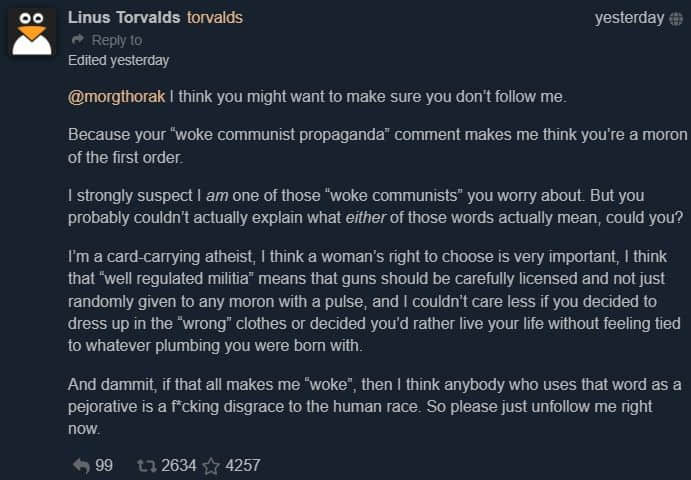 Linus Torvalds torvalds
yesterday
Reply to
Edited yesterday
@morgthorak I think you might want to make sure you don’t follow me.
Because your “woke communist propaganda” comment makes me think you’re a moron
of the first order.
I strongly suspect I am one of those “woke communists” you worry about. But you
probably couldn’t actually explain what either of those words actually mean, could you?
I’m a card-carrying atheist, I think a woman’s right to choose is very important, I think
that “well regulated militia” means that guns should be carefully licensed and not just
randomly given to any moron with a pulse, and I couldn’t care less if you decided to
dress up in the “wrong” clothes or decided you’d rather live your life without feeling tied
to whatever plumbing you were born with.
And dammit, if that all makes me “woke”, then I think anybody who uses that word as a
pejorative is a f*cking disgrace to the human race. So please just unfollow me right
now.
99 2634 4257